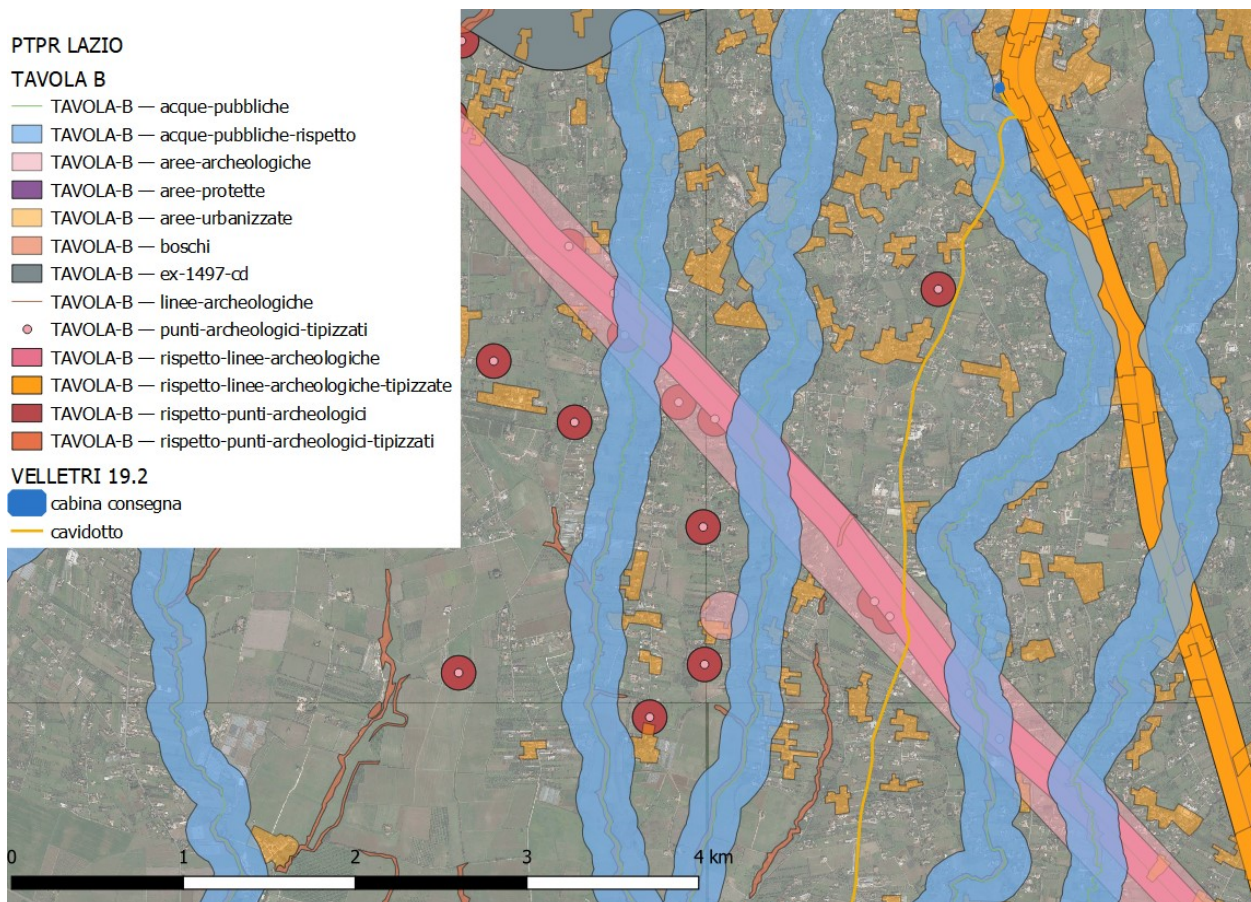 PTPR LAZIO
TAVOLA B
TAVOLA-B — acque-pubbliche
TAVOLA-B — acque-pubbliche-rispetto
TAVOLA-B — aree-archeologiche
TAVOLA-B — aree-protette
TAVOLA-B — aree-urbanizzate
TAVOLA-B — boschi
TAVOLA-B — ex-1497-cd
TAVOLA-B — linee-archeologiche
TAVOLA-B — punti-archeologici-tipizzati
TAVOLA-B — rispetto-linee-archeologiche
TAVOLA-B — rispetto-linee-archeologiche-tipizzate
TAVOLA-B — rispetto-punti-archeologici
TAVOLA-B — rispetto-punti-archeologici-tipizzati
VELLETRI 19.2
cabina consegna
cavidotto
0 1 2 3 4 km